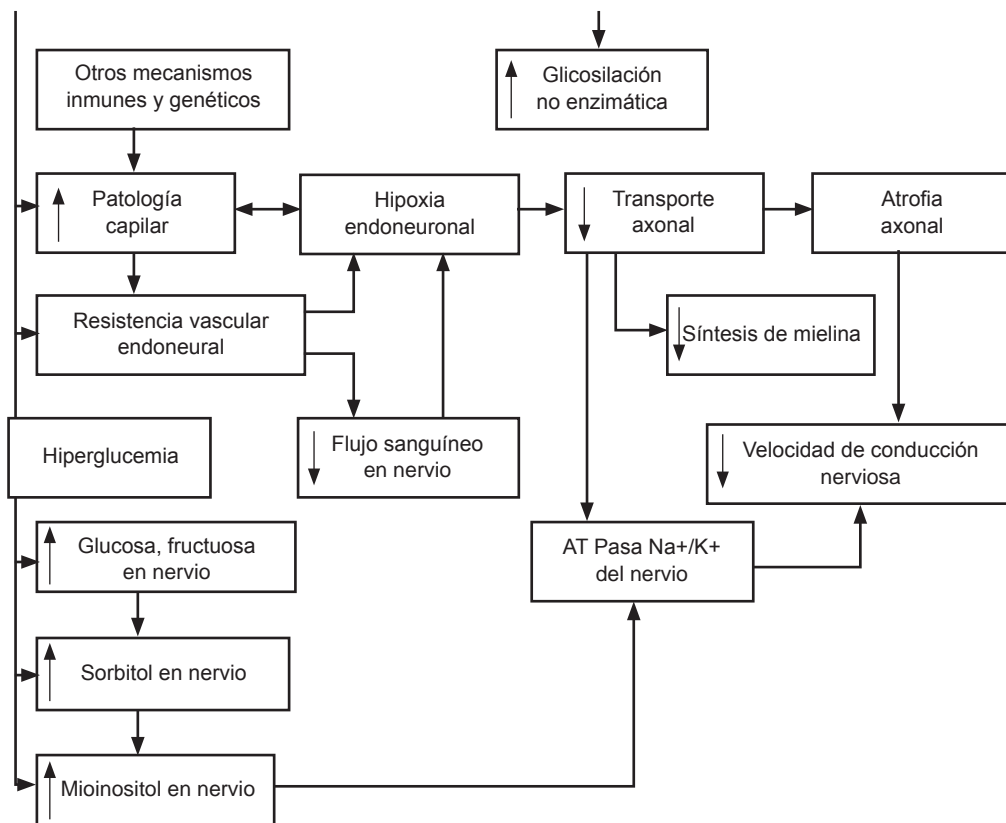 Otros mecanismos
inmunes y genéticos
Glicosilación
no enzimática
Patología
capilar
Hipoxia
endoneuronal
Transporte
axonal
Atrofia
axonal
Resistencia vascular
endoneural
Síntesis de mielina
Hiperglucemia
Flujo sanguíneo
en nervio
Velocidad de conducción
nerviosa
Glucosa, fructuosa
en nervio
AT Pasa Na+/K+
del nervio
Sorbitol en nervio
Mioinositol en nervio